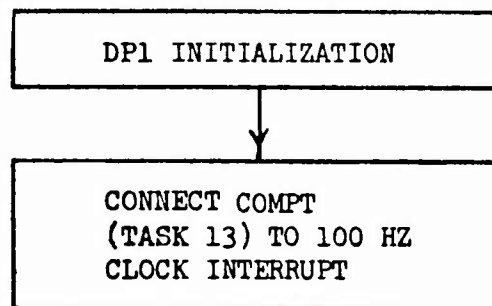 DP1 INITIALIZATION
CONNECT COMPT
(TASK 13) TO 100 HZ
CLOCK INTERRUPT